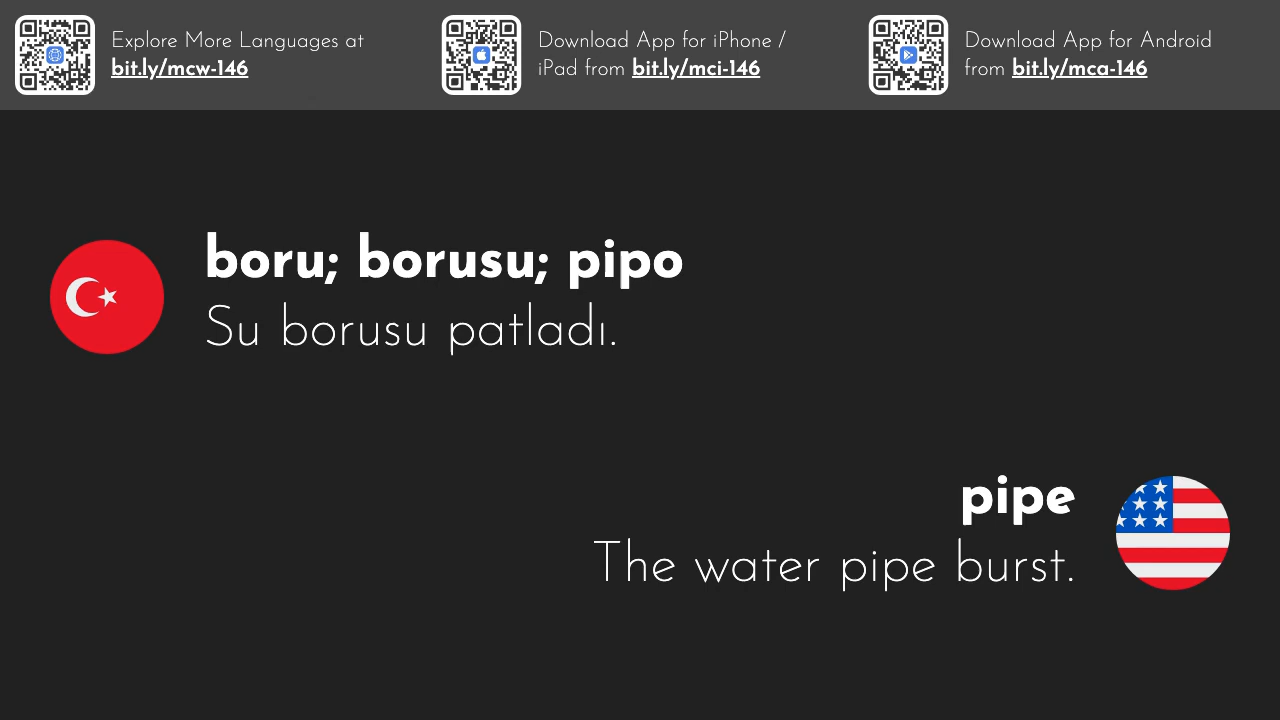 Explore More Languages at
bit.ly/mcw-146
Download App for iPhone /
iPad from bit.ly/mci-146
Download App for Android
from bit.ly/mca-146
boru; borusu; pipo
Su borusu patladı.
pipe
The water pipe burst.